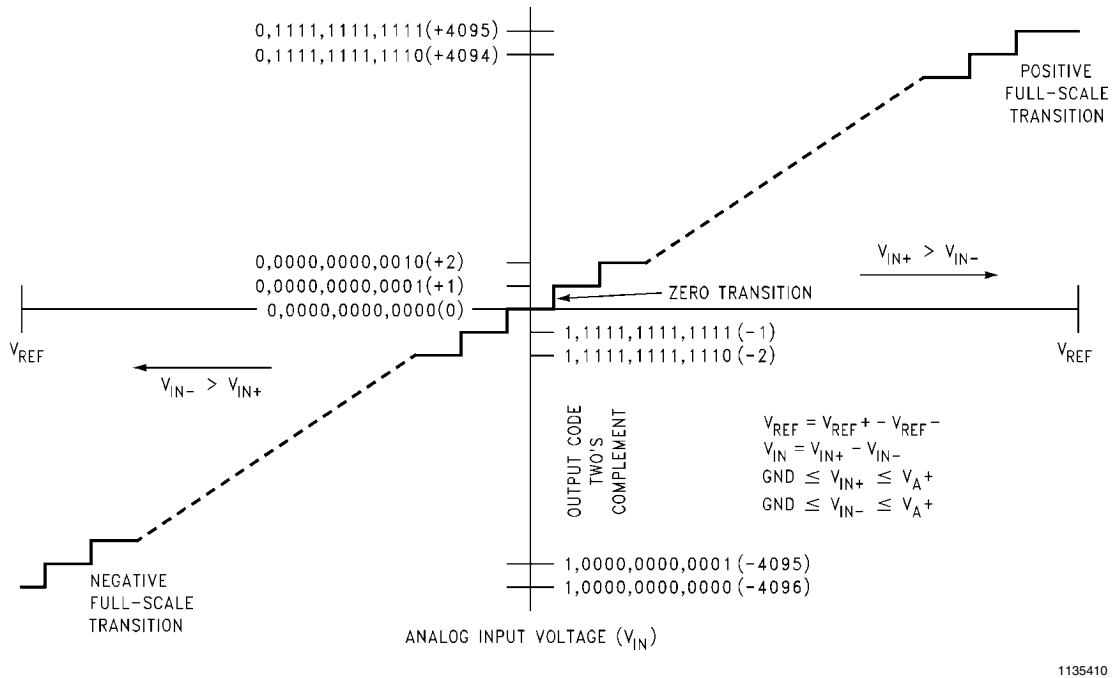 0,1111,1111,1111(+4095)
0,1111,1111,1110(+4094)
POSITIVE
FULL-SCALE
TRANSITION
0,0000,0000,0010(+2)
0,0000,0000,0001(+1)
0,0000,0000,0000(0)
V_IN+ > V_IN-
ZERO TRANSITION
1,1111,1111,1111(-1)
1,1111,1111,1110(-2)
V_REF
V_REF
V_IN- > V_IN+
OUTPUT CODE
TWO'S
COMPLEMENT
V_REF = V_REF+ - V_REF-
V_IN = V_IN+ - V_IN-
GND ≤ V_IN+ ≤ V_A+
GND ≤ V_IN- ≤ V_A+
1,0000,0000,0001(-4095)
1,0000,0000,0000(-4096)
NEGATIVE
FULL-SCALE
TRANSITION
ANALOG INPUT VOLTAGE (V_IN)
1135410